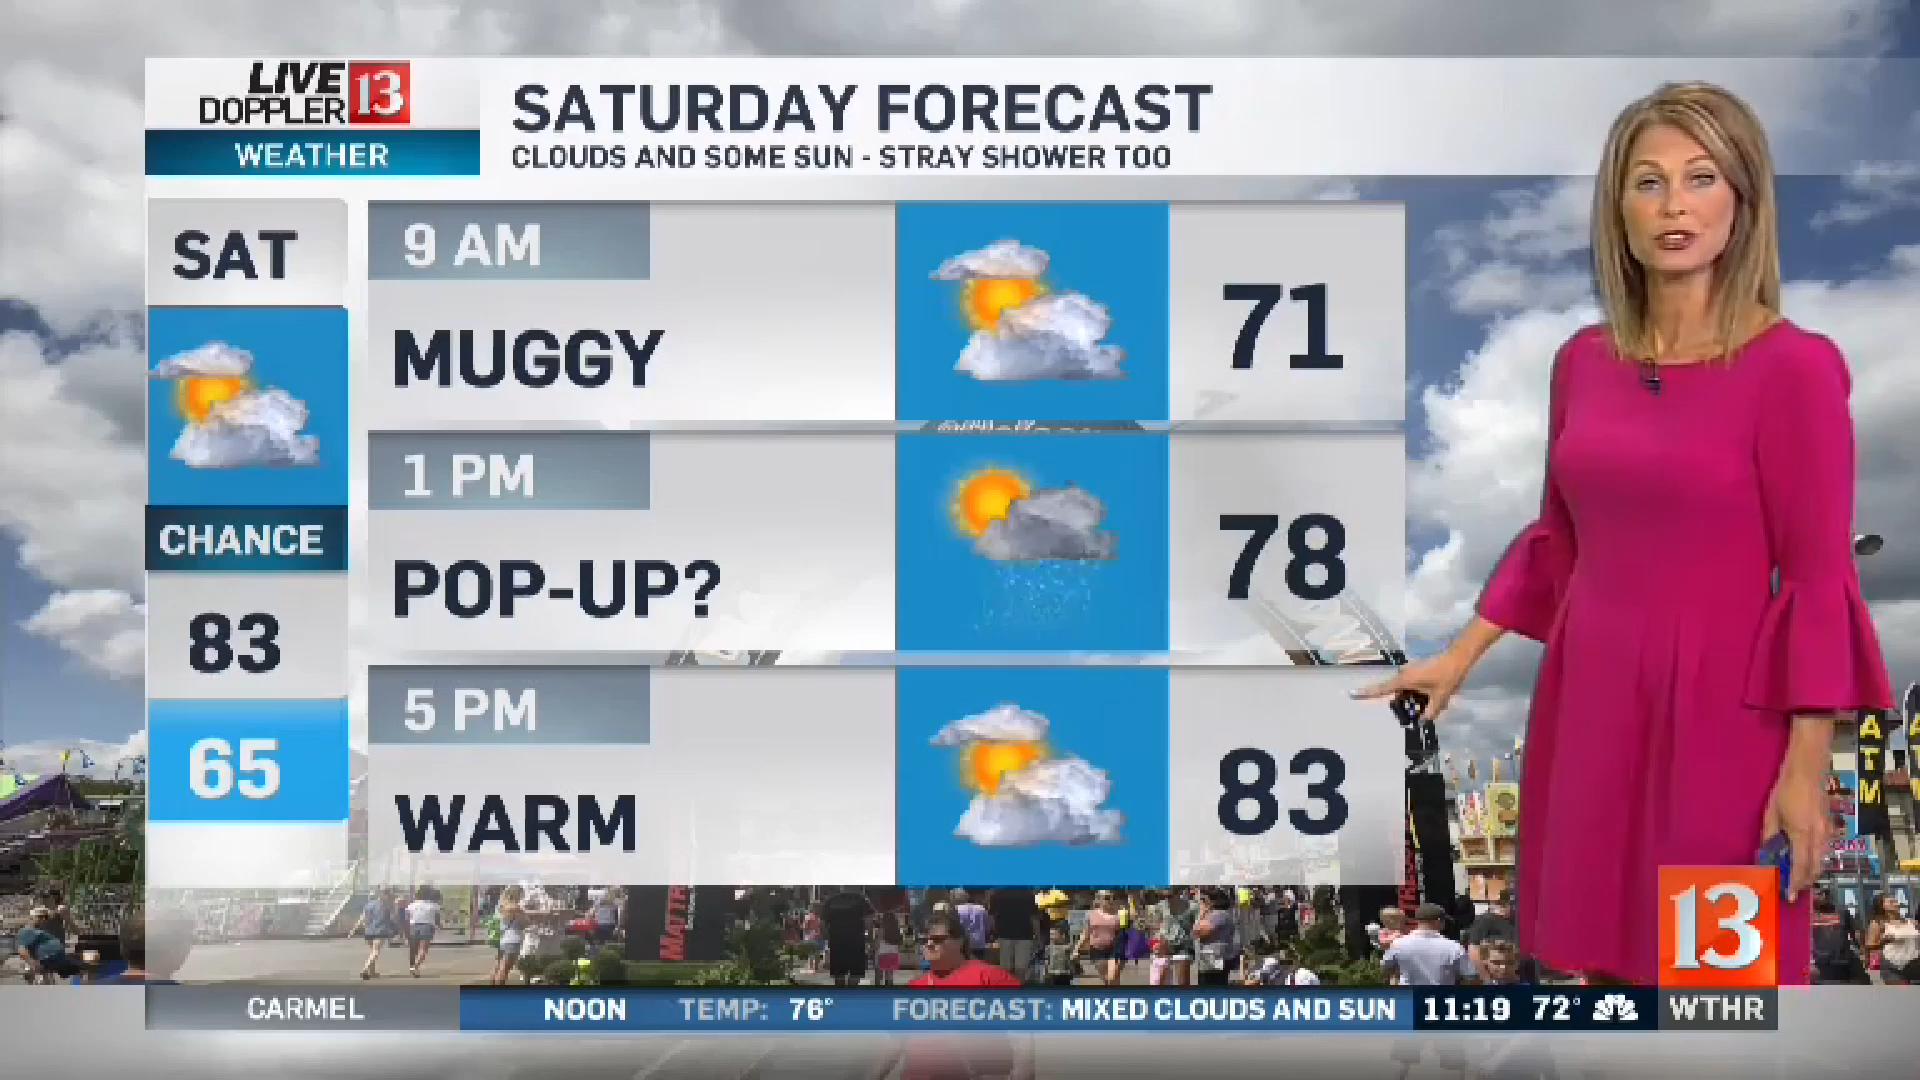 LIVE
DOPPLER 13
WEATHER
SATURDAY FORECAST
CLOUDS AND SOME SUN - STRAY SHOWER TOO
SAT
CHANCE
83
65
9 AM
MUGGY
71
1 PM
POP-UP?
78
5 PM
WARM
83
ATM
MATTR
13
CARMEL
NOON TEMP: 76° FORECAST: MIXED CLOUDS AND SUN
11:19 72°
WTHR